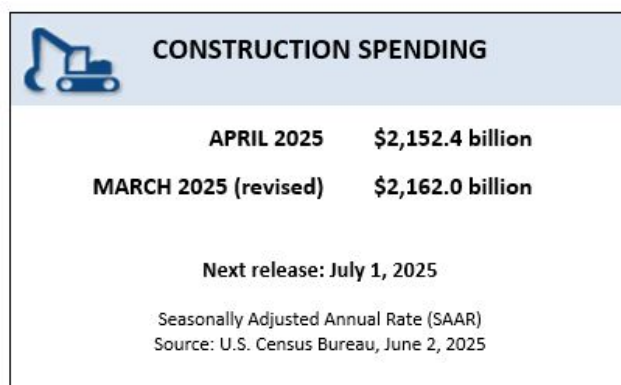 CONSTRUCTION SPENDING
APRIL 2025 $2,152.4 billion
MARCH 2025 (revised) $2,162.0 billion
Next release: July 1, 2025
Seasonally Adjusted Annual Rate (SAAR)
Source: U.S. Census Bureau, June 2, 2025